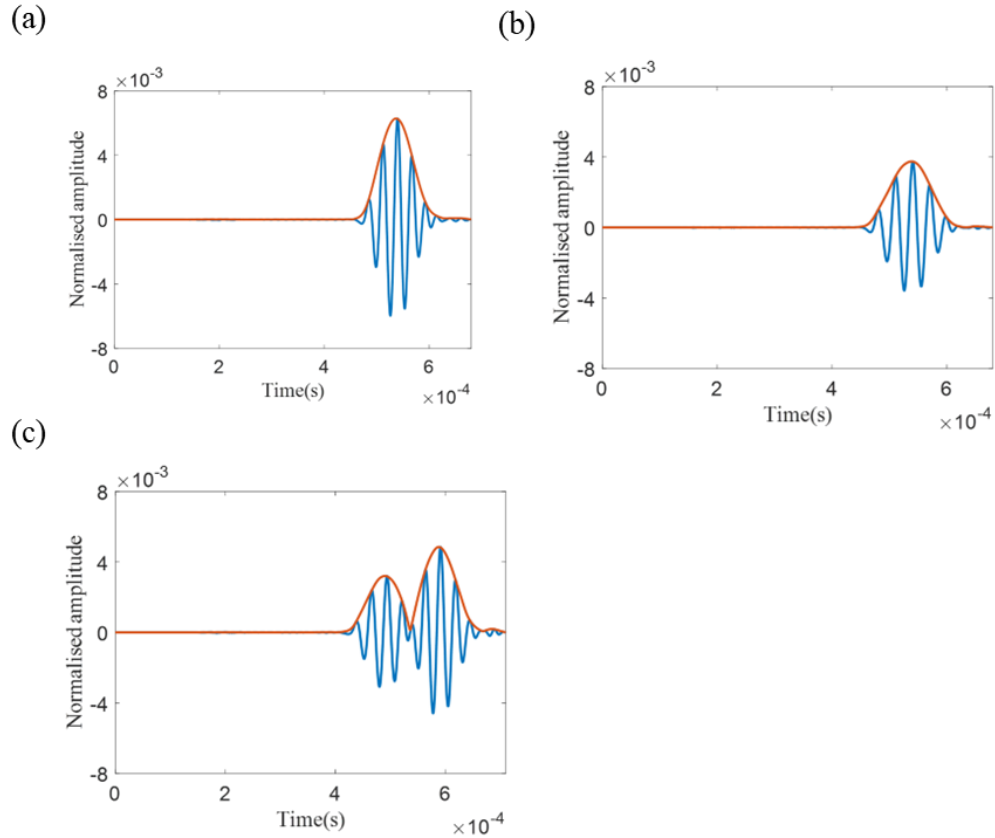 (a)
×10-3
8
4
0
-4
-8
Normalised amplitude
0 2 4 6
Time(s)
×10-4
(b)
×10-3
8
4
0
-4
-8
Normalised amplitude
0 2 4 6
Time(s)
×10-4
(c)
×10-3
8
4
0
-4
-8
Normalised amplitude
0 2 4 6
Time(s)
×10-4